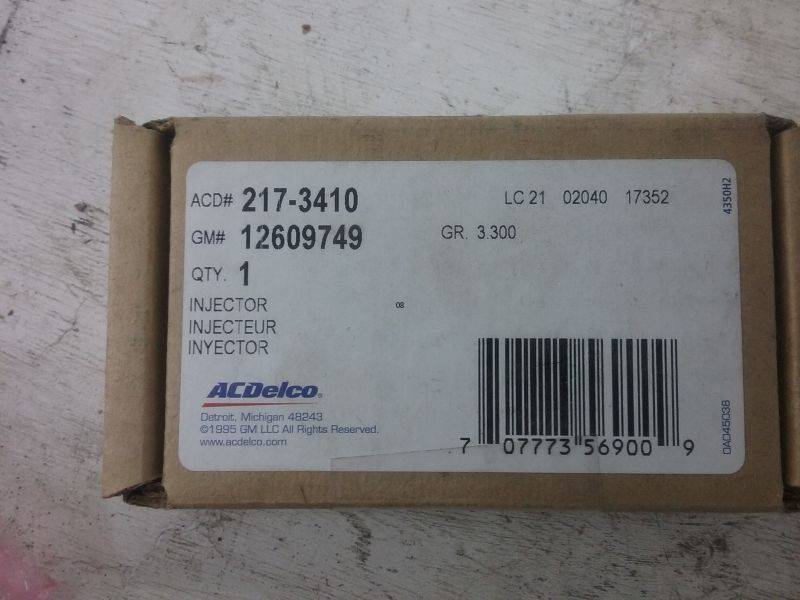 ACD# 217-3410
LC 21 02040 17352
GM# 12609749
GR. 3.300
QTY. 1
INJECTOR
08
INJECTEUR
INYECTOR
ACDelco.
Detroit, Michigan 48243
©1995 GM LLC All Rights Reserved.
www.acdelco.com
7 07773 56900 9
4350H2
0AD45D38